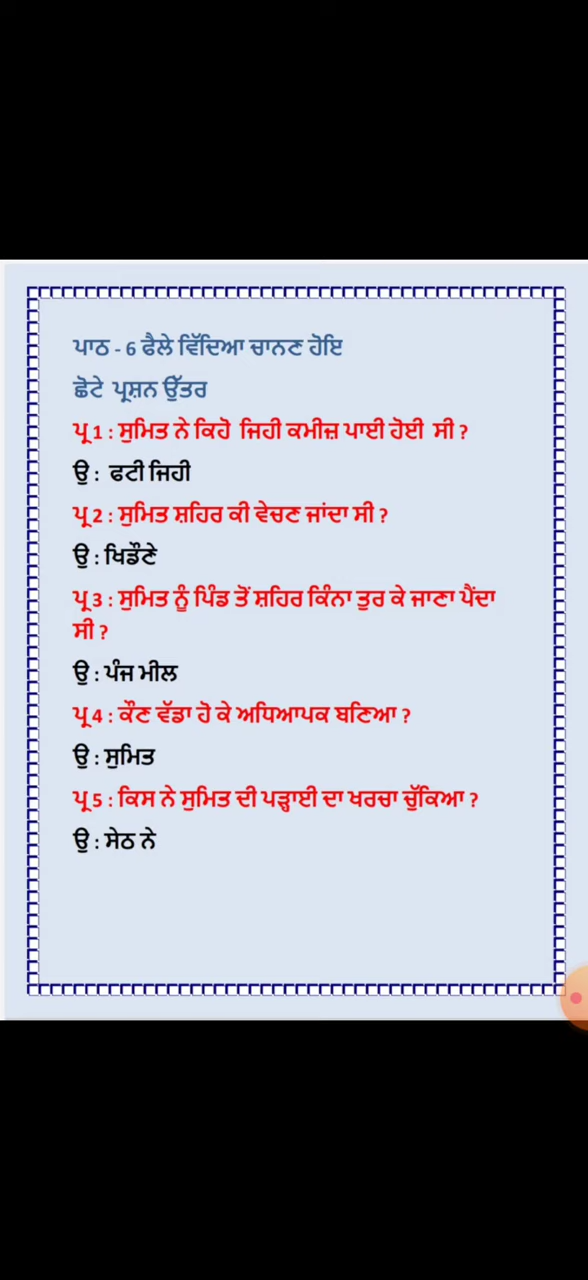 ਪਾਠ - 6 ਫੈਲੇ ਵਿੱਦਿਆ ਚਾਨਣ ਹੋਇ
ਛੋਟੇ ਪ੍ਰਸ਼ਨ ਉੱਤਰ
ਪ੍ਰ 1 : ਸੁਮਿਤ ਨੇ ਕਿਹੋ ਜਿਹੀ ਕਮੀਜ਼ ਪਾਈ ਹੋਈ ਸੀ ?
ਉ : ਫਟੀ ਜਿਹੀ
ਪ੍ਰ 2 : ਸੁਮਿਤ ਸ਼ਹਿਰ ਕੀ ਵੇਚਣ ਜਾਂਦਾ ਸੀ ?
ਉ : ਖਿਡੌਣੇ
ਪ੍ਰ 3 : ਸੁਮਿਤ ਨੂੰ ਪਿੰਡ ਤੋਂ ਸ਼ਹਿਰ ਕਿੰਨਾ ਤੁਰ ਕੇ ਜਾਣਾ ਪੈਂਦਾ
ਸੀ ?
ਉ : ਪੰਜ ਮੀਲ
ਪ੍ਰ 4 : ਕੌਣ ਵੱਡਾ ਹੋ ਕੇ ਅਧਿਆਪਕ ਬਣਿਆ ?
ਉ : ਸੁਮਿਤ
ਪ੍ਰ 5 : ਕਿਸ ਨੇ ਸੁਮਿਤ ਦੀ ਪੜ੍ਹਾਈ ਦਾ ਖਰਚਾ ਚੁੱਕਿਆ ?
ਉ : ਸੇਠ ਨੇ